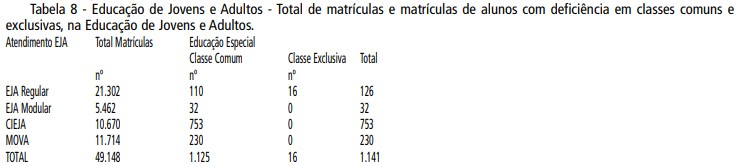 Tabela 8 - Educação de Jovens e Adultos - Total de matrículas e matrículas de alunos com deficiência em classes comuns e
exclusivas, na Educação de Jovens e Adultos.
Atendimento EJA Total Matrículas Educação Especial
Classe Comum Classe Exclusiva Total
nº nº nº
EJA Regular 21.302 110 16 126
EJA Modular 5.462 32 0 32
CIEJA 10.670 753 0 753
MOVA 11.714 230 0 230
TOTAL 49.148 1.125 16 1.141